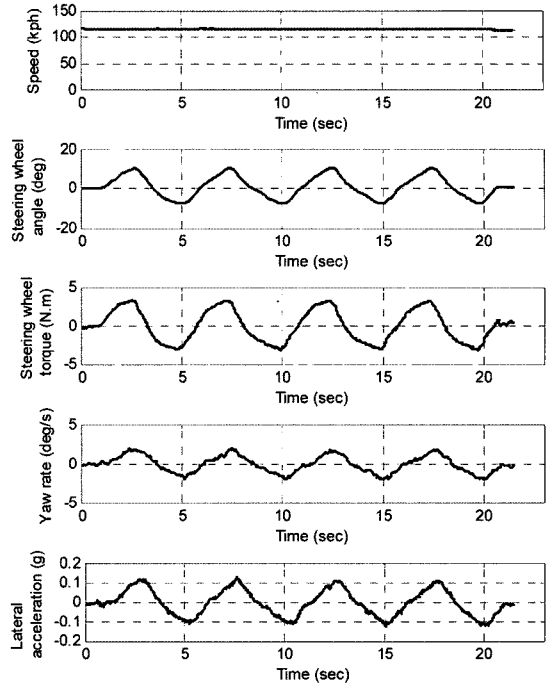 150
100
50
0
Speed (kph)
0 5 10 15 20
Time (sec)
20
0
-20
Steering wheel
angle (deg)
0 5 10 15 20
Time (sec)
5
0
-5
Steering wheel
torque (N.m)
0 5 10 15 20
Time (sec)
5
0
-5
Yaw rate (deg/s)
0 5 10 15 20
Time (sec)
0.2
0.1
0
-0.1
-0.2
Lateral
acceleration (g)
0 5 10 15 20
Time (sec)